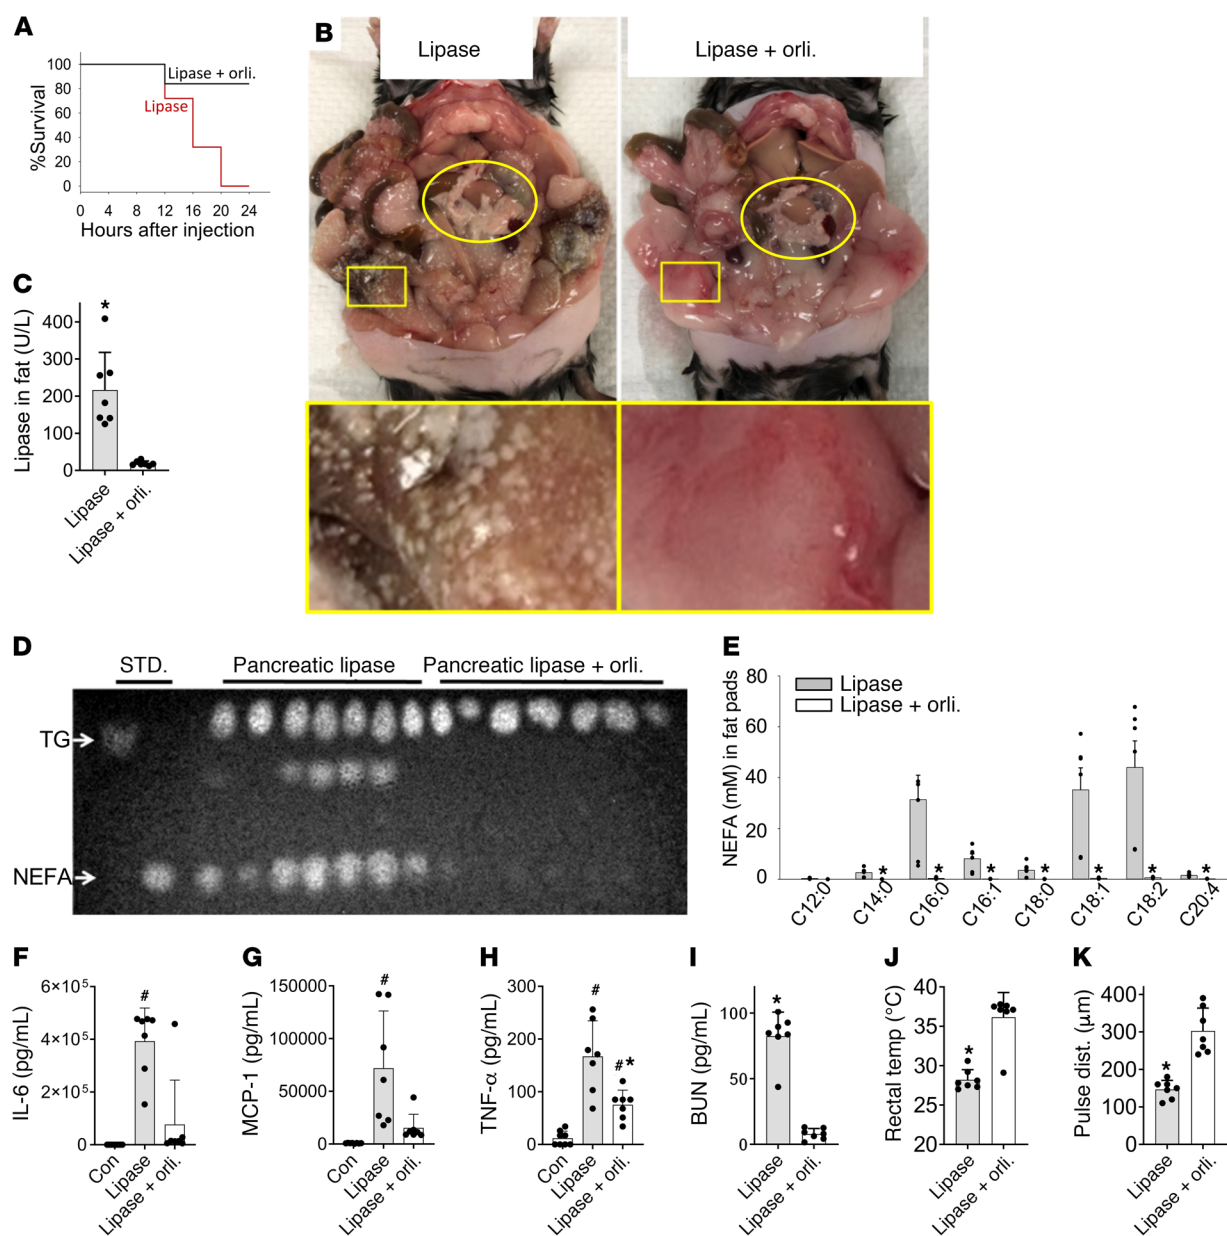 A
%Survival
100
80
60
40
20
0
Lipase + orli.
Lipase
0 4 8 12 16 20 24
Hours after injection
B
Lipase
Lipase + orli.
C
Lipase in fat (U/L)
400
300
200
100
0
*
Lipase
Lipase + orli.
D
STD.
Pancreatic lipase
Pancreatic lipase + orli.
TG
NEFA
E
NEFA (mM) in fat pads
80
60
40
20
0
Lipase
Lipase + orli.
* * * * * * *
C12:0
C14:0
C16:0
C16:1
C18:0
C18:1
C18:2
C20:4
F
IL-6 (pg/mL)
6×10⁵
4×10⁵
2×10⁵
0
#
Con
Lipase
Lipase + orli.
G
MCP-1 (pg/mL)
150000
100000
50000
0
#
Con
Lipase
Lipase + orli.
H
TNF-α (pg/mL)
300
200
100
0
#
#*
Con
Lipase
Lipase + orli.
I
BUN (pg/mL)
100
50
0
*
Lipase
Lipase + orli.
J
Rectal temp (°C)
40
35
30
25
20
*
Lipase
Lipase + orli.
K
Pulse dist. (μm)
400
300
200
100
0
*
Lipase
Lipase + orli.